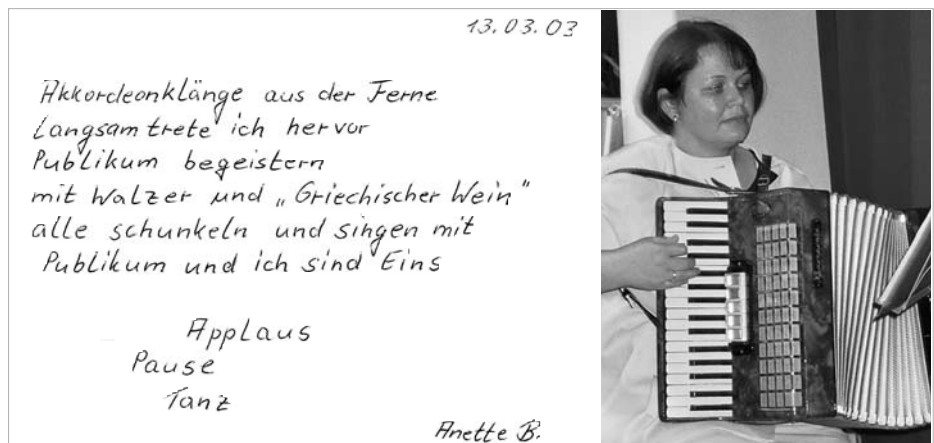 13.03.03
Akkordeonklänge aus der Ferne
Langsam trete ich hervor
Publikum begeistern
mit Walzer und „Griechischer Wein"
alle schunkeln und singen mit
Publikum und ich sind Eins
Applaus
Pause
Tanz
Anette B.